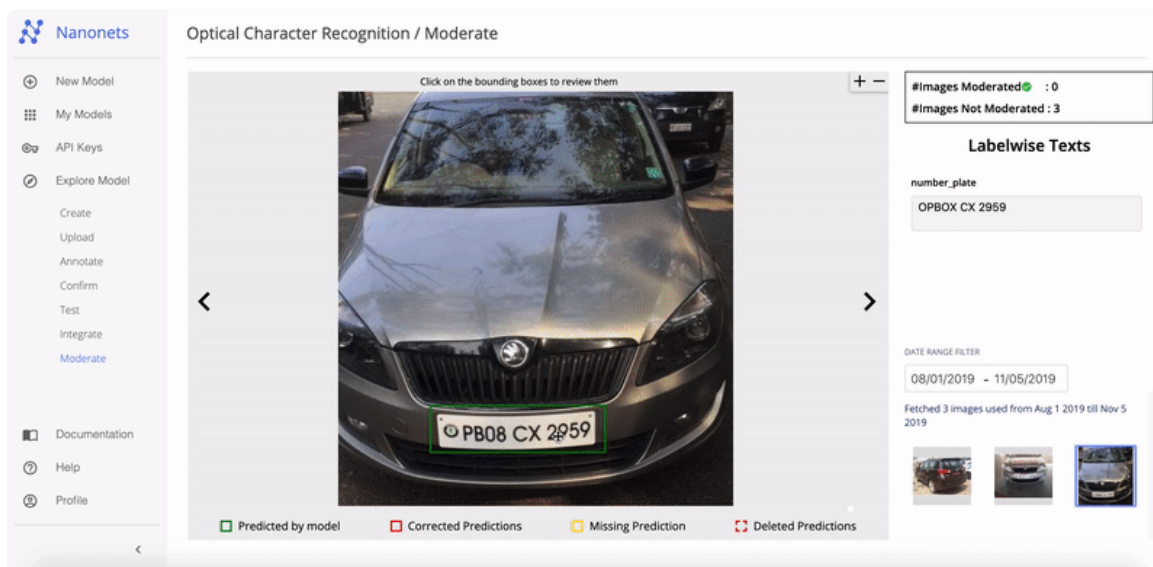 Nanonets
Optical Character Recognition / Moderate
New Model
My Models
API Keys
Explore Model
Create
Upload
Annotate
Confirm
Test
Integrate
Moderate
Documentation
Help
Profile
Click on the bounding boxes to review them
+ −
PB08 CX 2959
Predicted by model
Corrected Predictions
Missing Prediction
Deleted Predictions
#Images Moderated : 0
#Images Not Moderated : 3
Labelwise Texts
number_plate
OPBOX CX 2959
DATE RANGE FILTER
08/01/2019 - 11/05/2019
Fetched 3 images used from Aug 1 2019 till Nov 5
2019